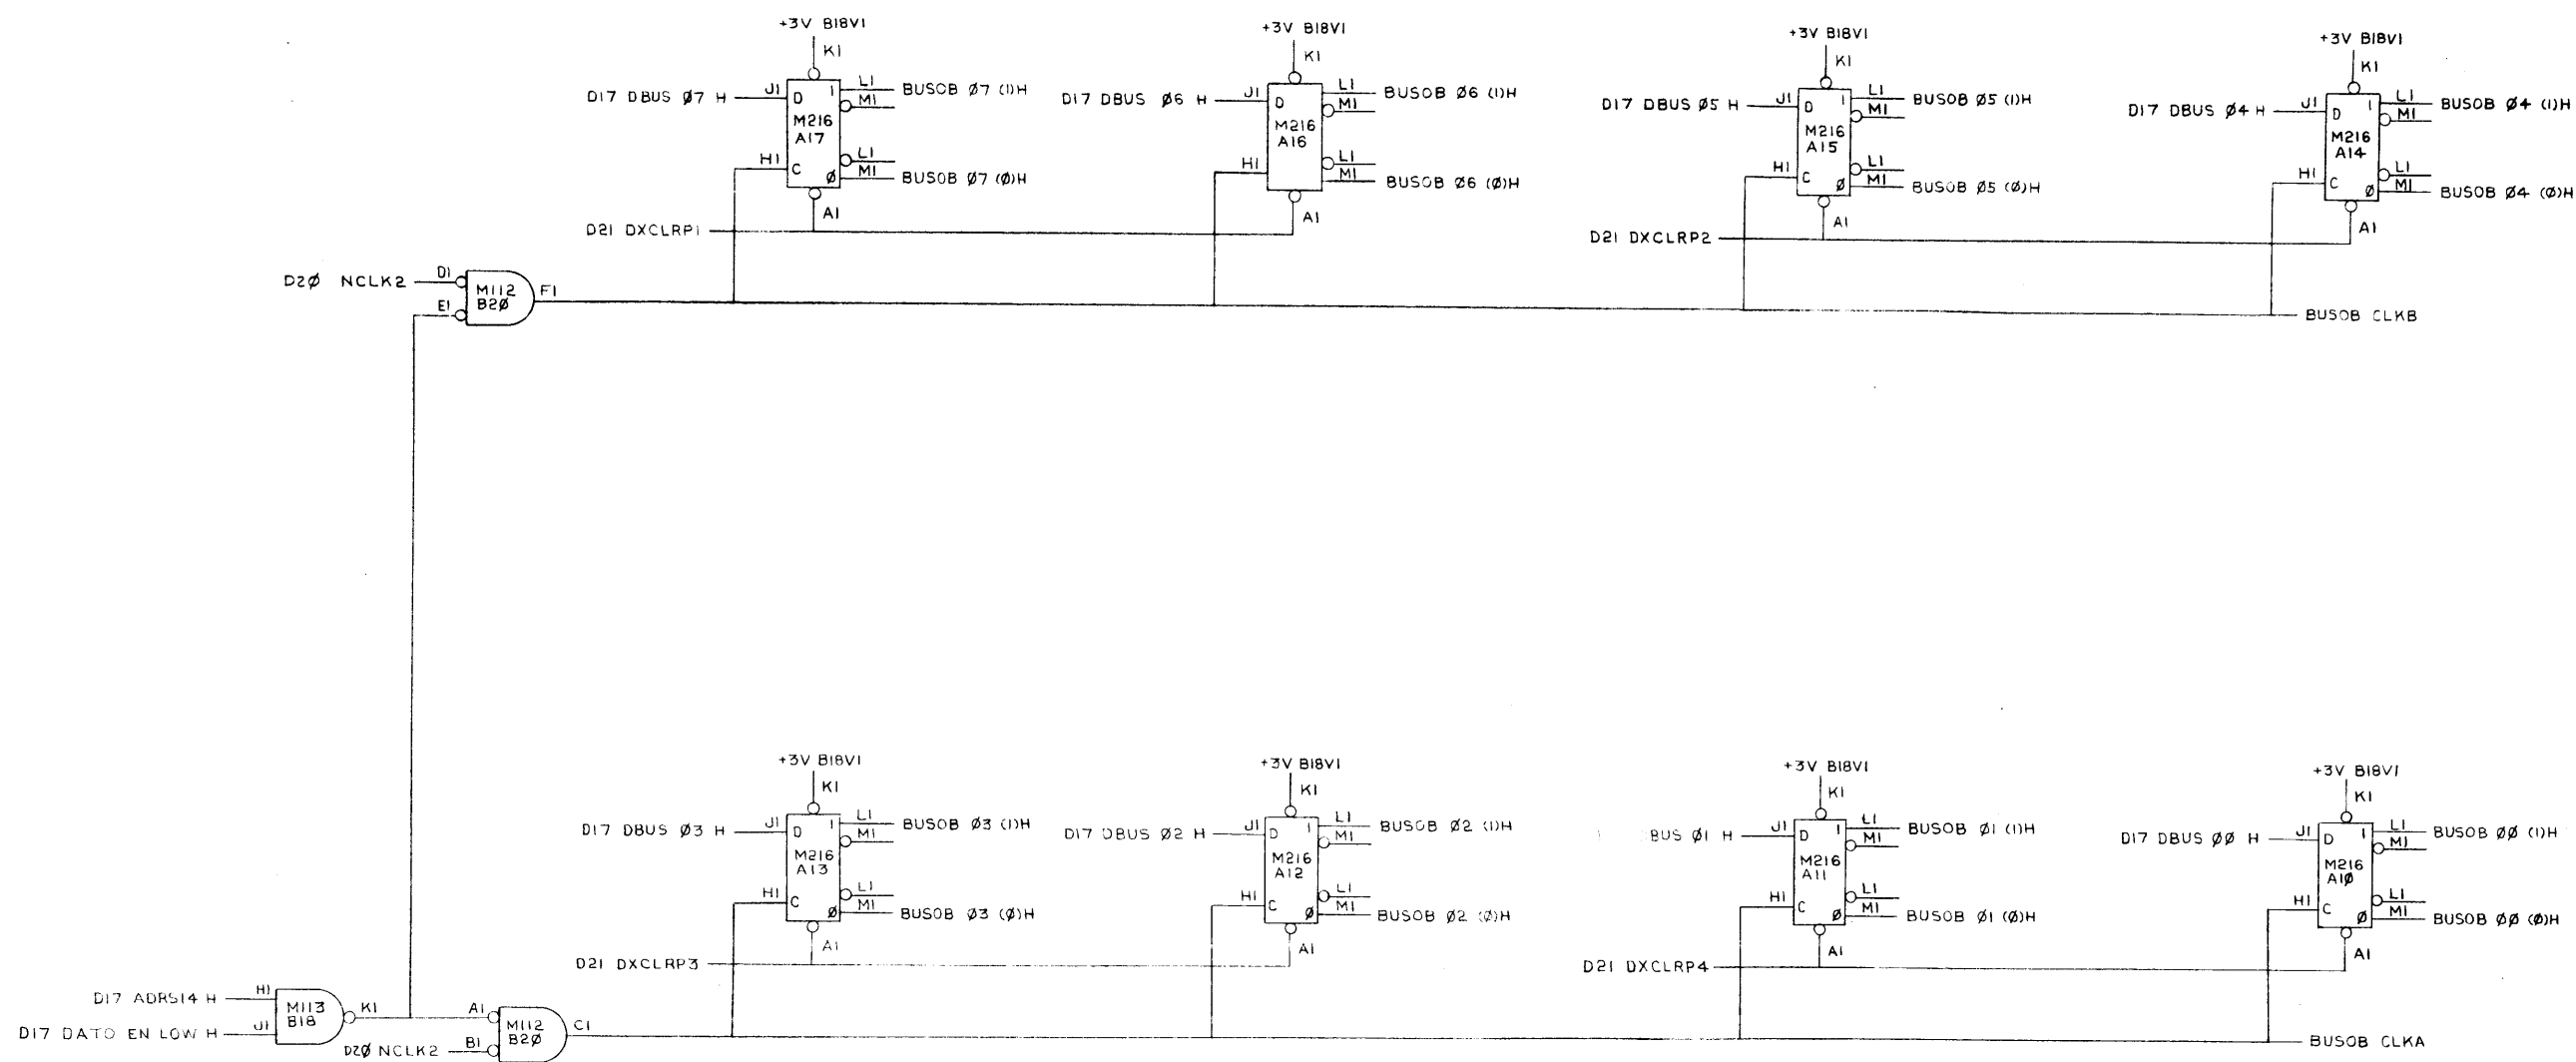 +3V B18V1
K1
D17 DBUS Ø7 H
J1
D
1
L1
BUSOB Ø7 (1)H
M1
M216
A17
H1
C
L1
M1
Ø
BUSOB Ø7 (Ø)H
A1
+3V B18V1
K1
D17 DBUS Ø6 H
J1
D
1
L1
BUSOB Ø6 (1)H
M1
M216
A16
H1
L1
M1
BUSOB Ø6 (Ø)H
A1
D21 DXCLRP1
+3V B18V1
K1
D17 DBUS Ø5 H
J1
D
1
L1
BUSOB Ø5 (1)H
M1
M216
A15
H1
C
L1
M1
Ø
BUSOB Ø5 (Ø)H
A1
+3V B18V1
K1
D17 DBUS Ø4 H
J1
D
1
L1
BUSOB Ø4 (1)H
M1
M216
A14
H1
C
L1
M1
Ø
BUSOB Ø4 (Ø)H
A1
D21 DXCLRP2
D2Ø NCLK2
D1
E1
M112
B2Ø
F1
BUSOB CLKB
+3V B18V1
K1
D17 DBUS Ø3 H
J1
D
1
L1
BUSOB Ø3 (1)H
M1
M216
A13
H1
C
L1
M1
Ø
BUSOB Ø3 (Ø)H
A1
+3V B18V1
K1
D17 DBUS Ø2 H
J1
D
1
L1
BUSOB Ø2 (1)H
M1
M216
A12
H1
C
L1
M1
Ø
BUSOB Ø2 (Ø)H
A1
D21 DXCLRP3
+3V B18V1
K1
BUS Ø1 H
J1
D
1
L1
BUSOB Ø1 (1)H
M1
M216
A11
H1
C
L1
M1
Ø
BUSOB Ø1 (Ø)H
A1
+3V B18V1
K1
D17 DBUS ØØ H
J1
D
1
L1
BUSOB ØØ (1)H
M1
M216
A1Ø
H1
C
L1
M1
Ø
BUSOB ØØ (Ø)H
A1
D21 DXCLRP4
D17 ADRS14 H
H1
D17 DATO EN LOW H
J1
M113
B18
K1
A1
D2Ø NCLK2
B1
M112
B2Ø
C1
BUSOB CLKA